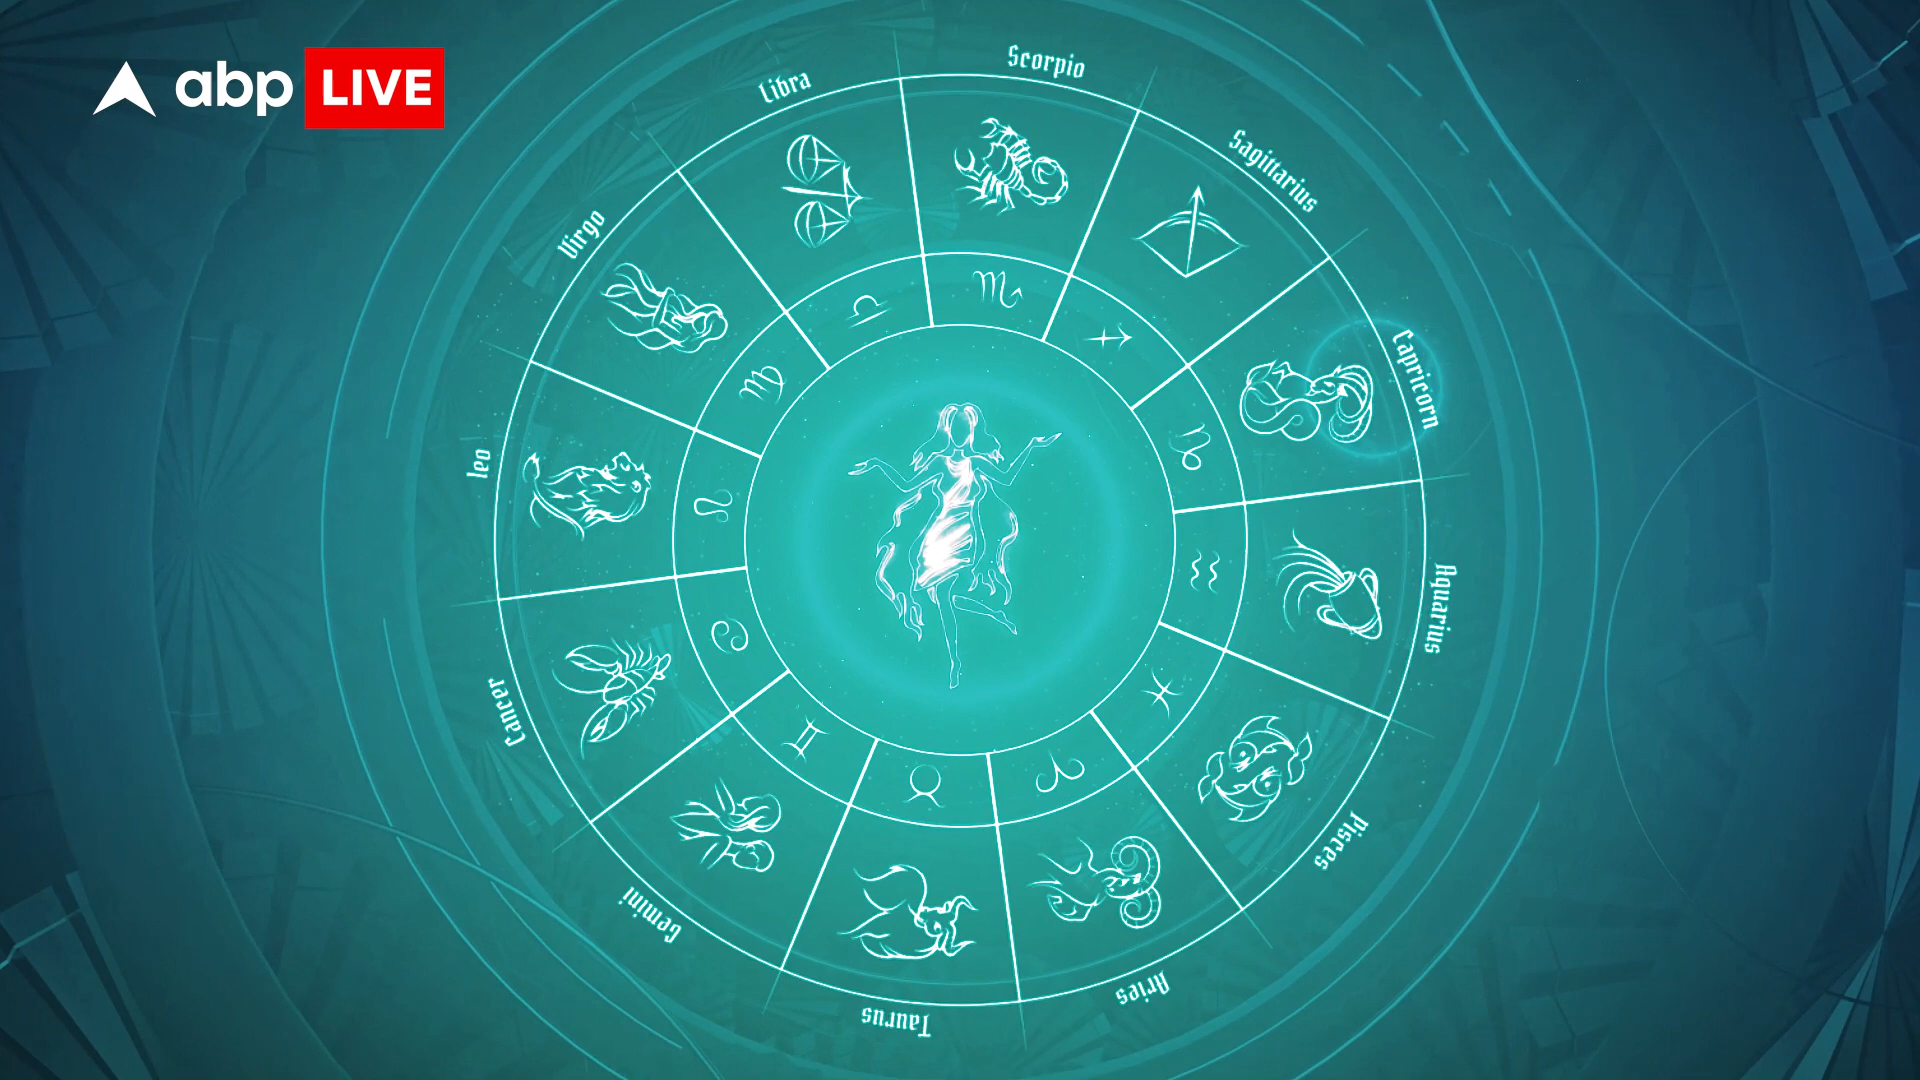 abp LIVE
Scorpio
Sagittarius
Capricorn
Aquarius
Pisces
Aries
Taurus
Gemini
Cancer
leo
Virgo
Libra